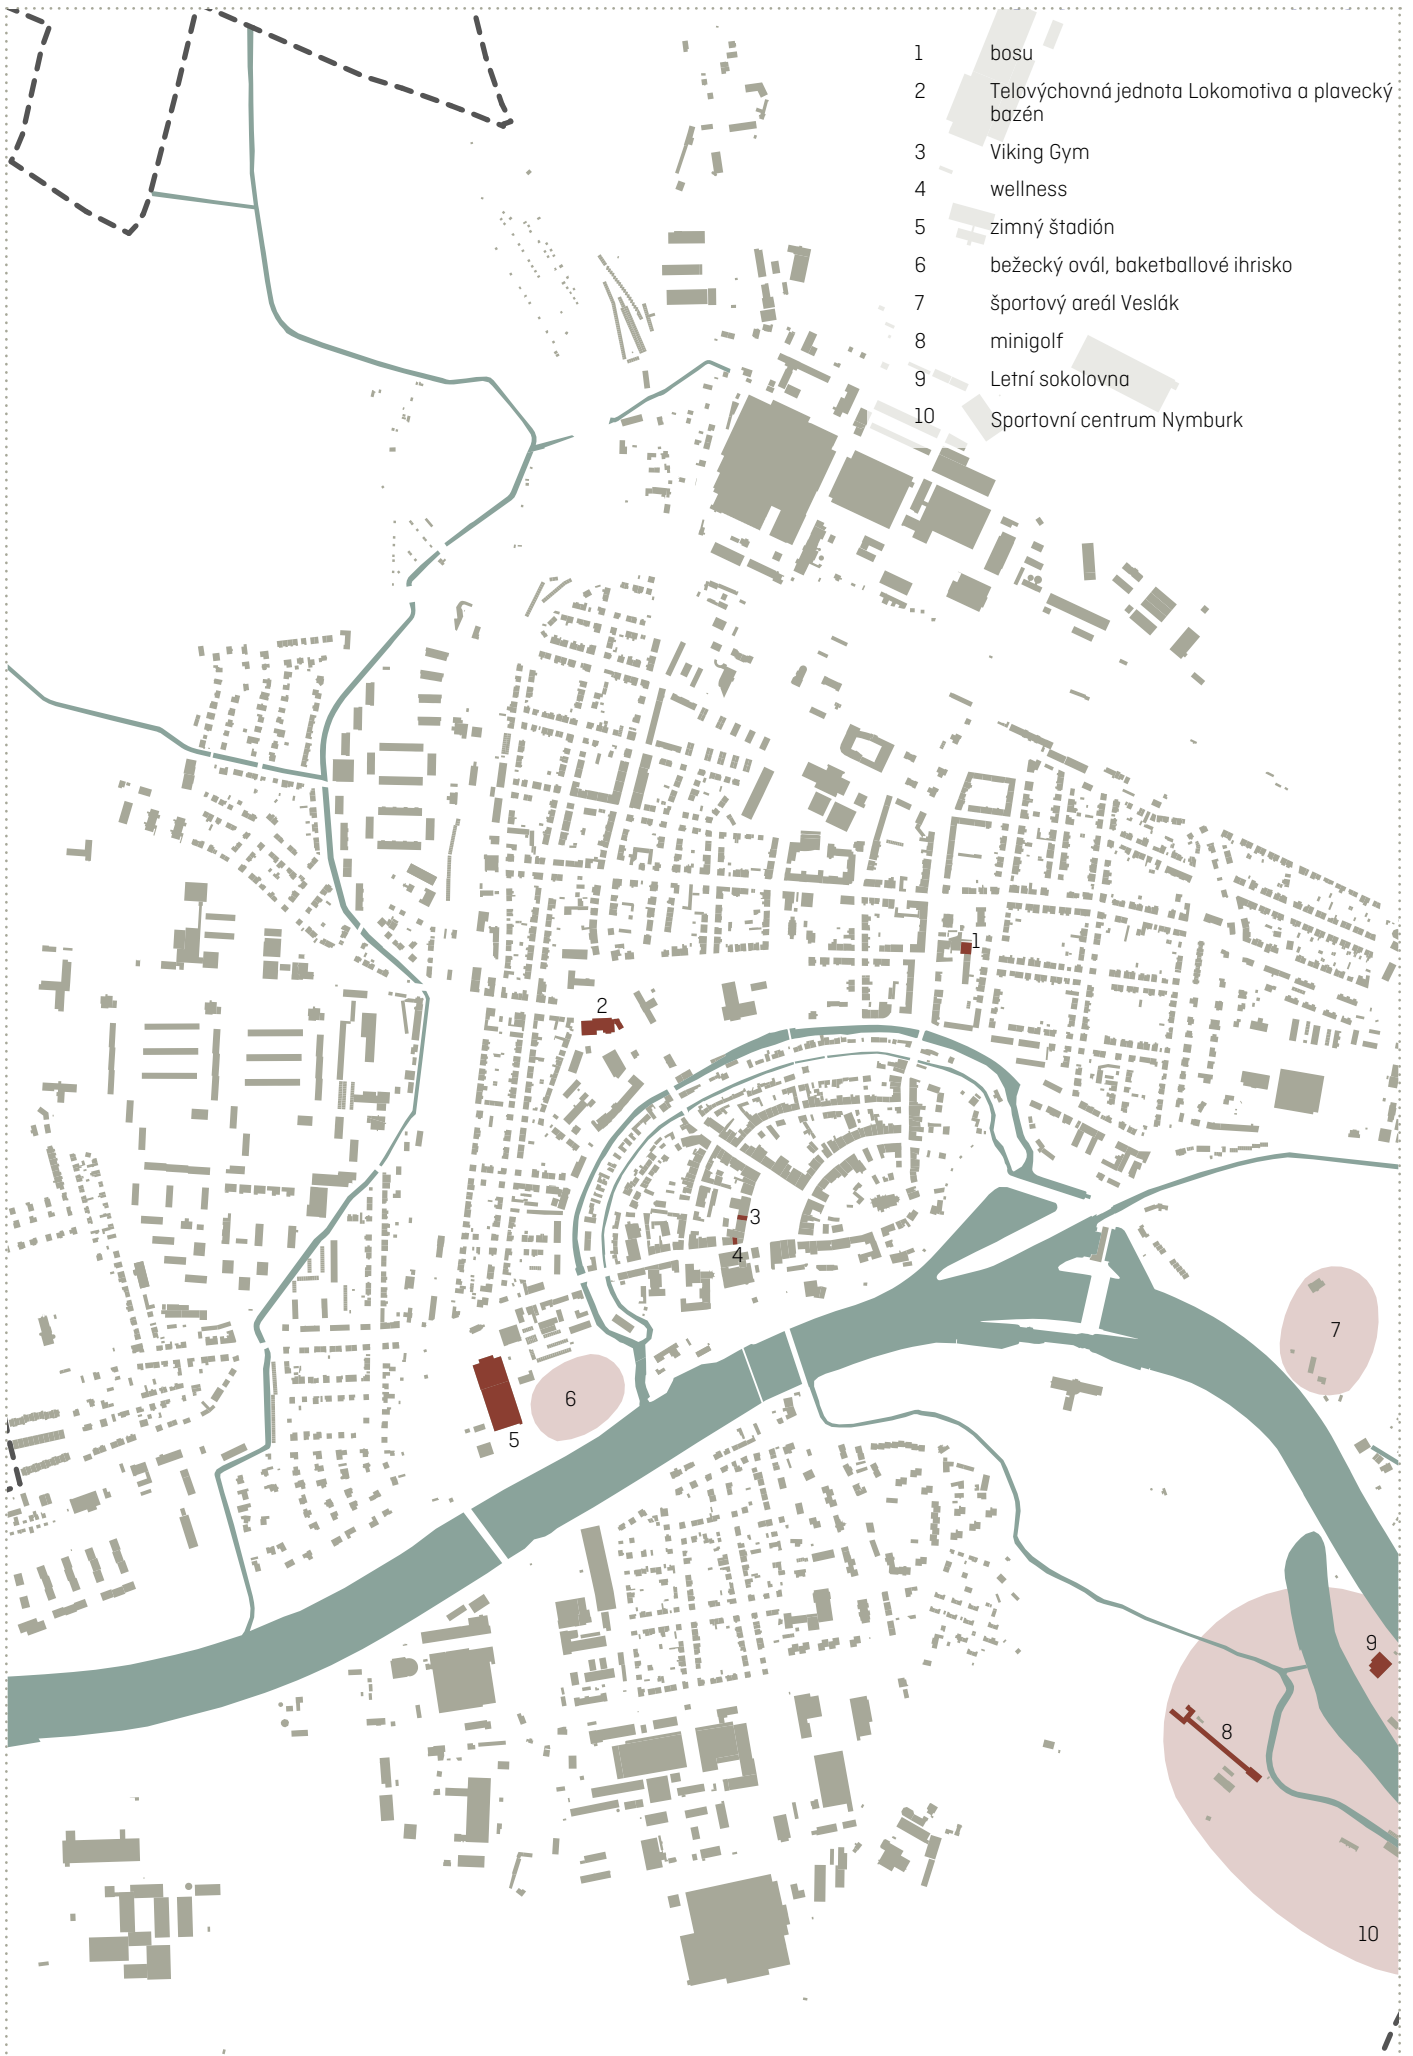 1 bosu
2 Telovýchovná jednota Lokomotiva a plavecký
bazén
3 Viking Gym
4 wellness
5 zimný štadión
6 bežecký ovál, baketballové ihrisko
7 športový areál Veslák
8 minigolf
9 Letní sokolovna
10 Sportovní centrum Nymburk
1
2
3
4
7
6
5
9
8
10